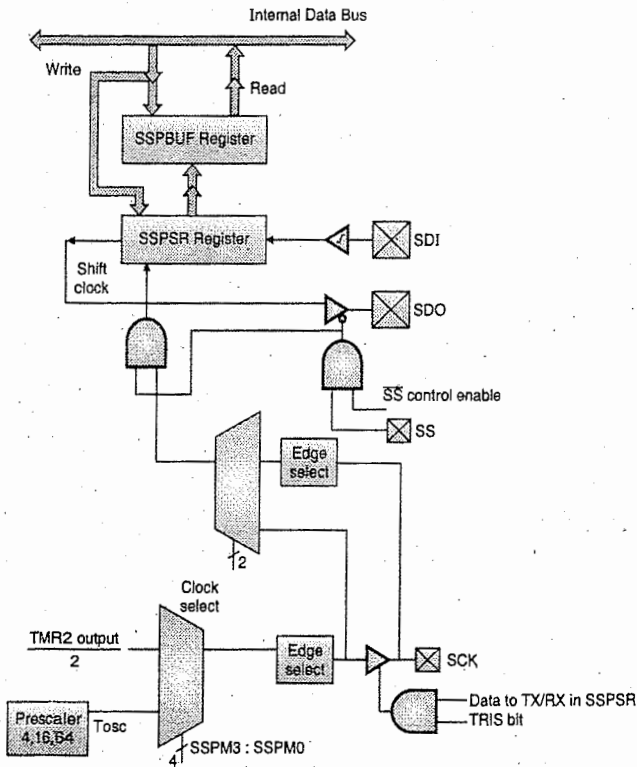 Internal Data Bus
Write
Read
SSPBUF Register
SSPSR Register
SDI
Shift
clock
SDO
SS control enable
SS
Edge
select
2
Clock
select
TMR2 output
2
Edge
select
SCK
Prescaler
4,16,64
Tosc
Data to TX/RX in SSPSR
TRIS bit
4
SSPM3 : SSPM0